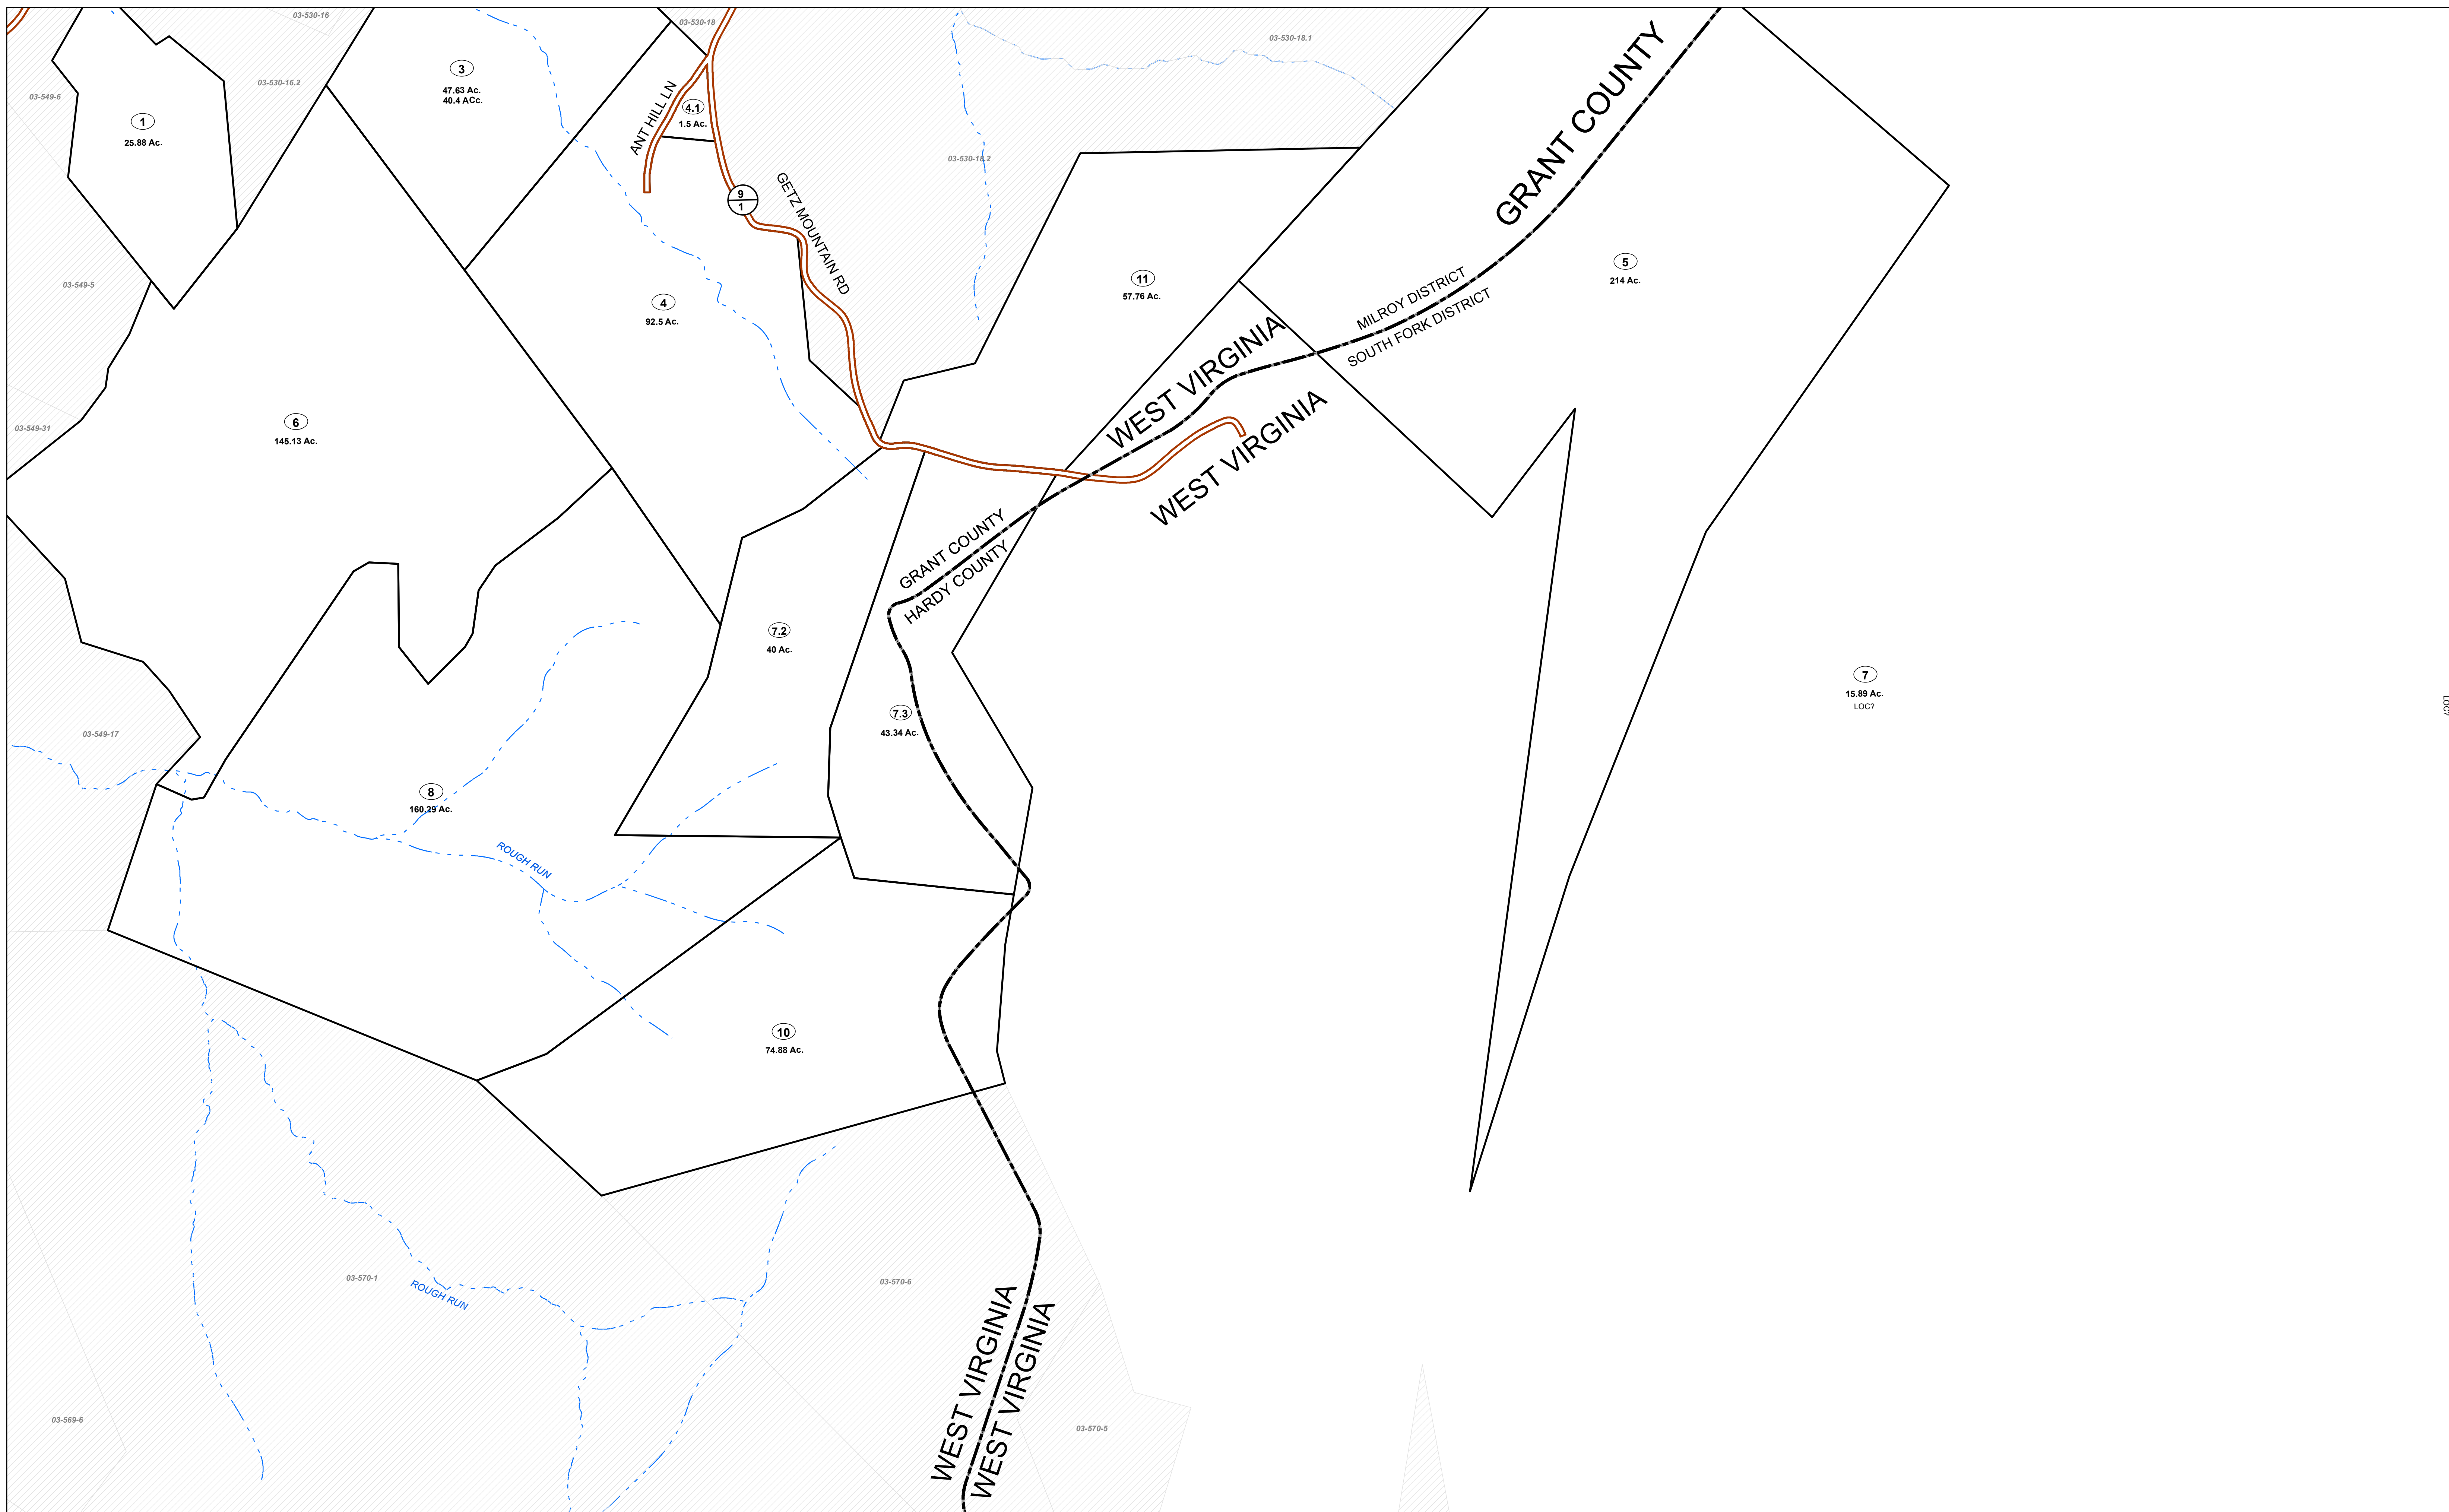 03-530-16
03-530-18
03-530-18.1
3
47.63 Ac.
40.4 ACc.
03-530-16.2
03-549-6
1
25.88 Ac.
ANT HILL LN
4.1
1.5 Ac.
03-530-18.2
9
1
GETZ MOUNTAIN RD
GRANT COUNTY
5
214 Ac.
11
57.76 Ac.
03-549-5
4
92.5 Ac.
MILROY DISTRICT
SOUTH FORK DISTRICT
WEST VIRGINIA
WEST VIRGINIA
6
145.13 Ac.
03-549-31
GRANT COUNTY
HARDY COUNTY
7.2
40 Ac.
7
15.89 Ac.
LOC?
LOC?
7.3
43.34 Ac.
03-549-17
8
160.29 Ac.
ROUGH RUN
10
74.88 Ac.
03-570-1
ROUGH RUN
03-570-6
WEST VIRGINIA
WEST VIRGINIA
03-569-6
03-570-5